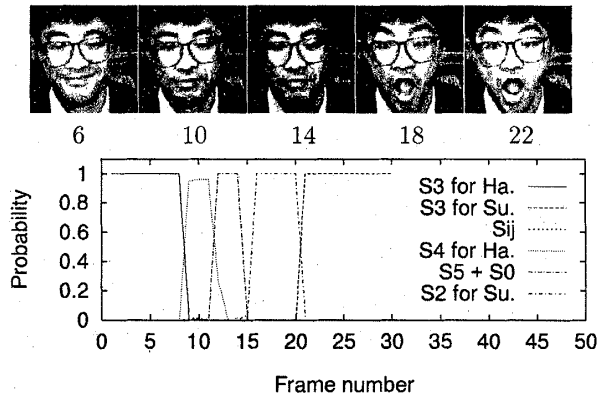 6 10 14 18 22
1
0.8
0.6
0.4
0.2
0
Probability
S3 for Ha.
S3 for Su.
Sij
S4 for Ha.
S5 + S0
S2 for Su.
0 5 10 15 20 25 30 35 40 45 50
Frame number